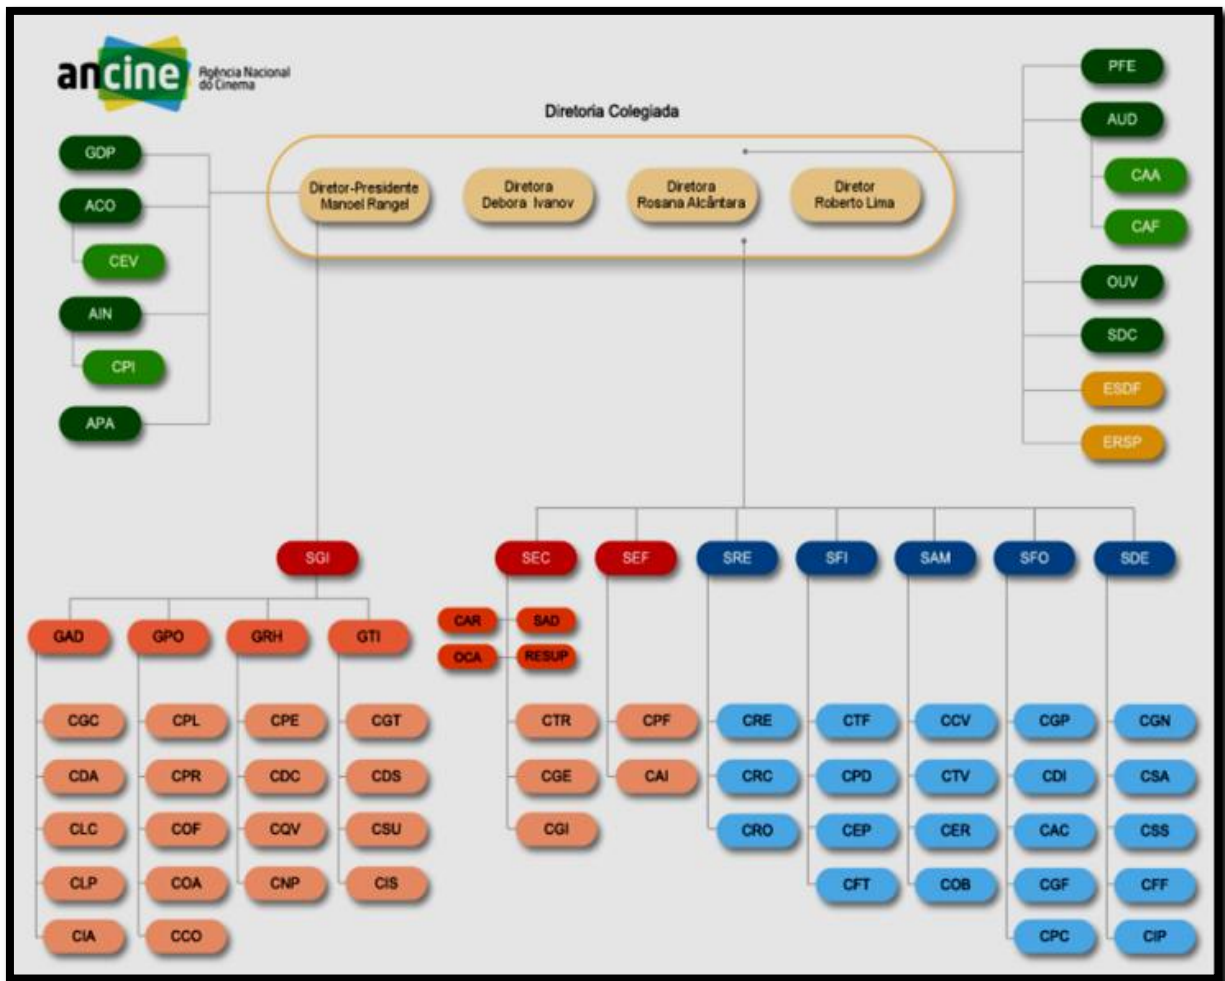 ancine
Agência Nacional
do Cinema
Diretoria Colegiada
Diretor-Presidente
Manoel Rangel
Diretora
Debora Ivanov
Diretora
Rosana Alcântara
Diretor
Roberto Lima
GDP
ACO
CEV
AIN
CPI
APA
PFE
AUD
CAA
CAF
OUV
SDC
ESDF
ERSP
SGI
SEC
SEF
SRE
SFI
SAM
SFO
SDE
CAR
SAD
OCA
RESUP
GAD
GPO
GRH
GTI
CGC
CPL
CPE
CGT
CTR
CPF
CRE
CTF
CCV
CGP
CGN
CDA
CPR
CDC
CDS
CGE
CAI
CRC
CPD
CTV
CDI
CSA
CLC
COF
CQV
CSU
CGI
CRO
CEP
CER
CAC
CSS
CLP
COA
CNP
CIS
CFT
COB
CGF
CFF
CIA
CCO
CPC
CIP